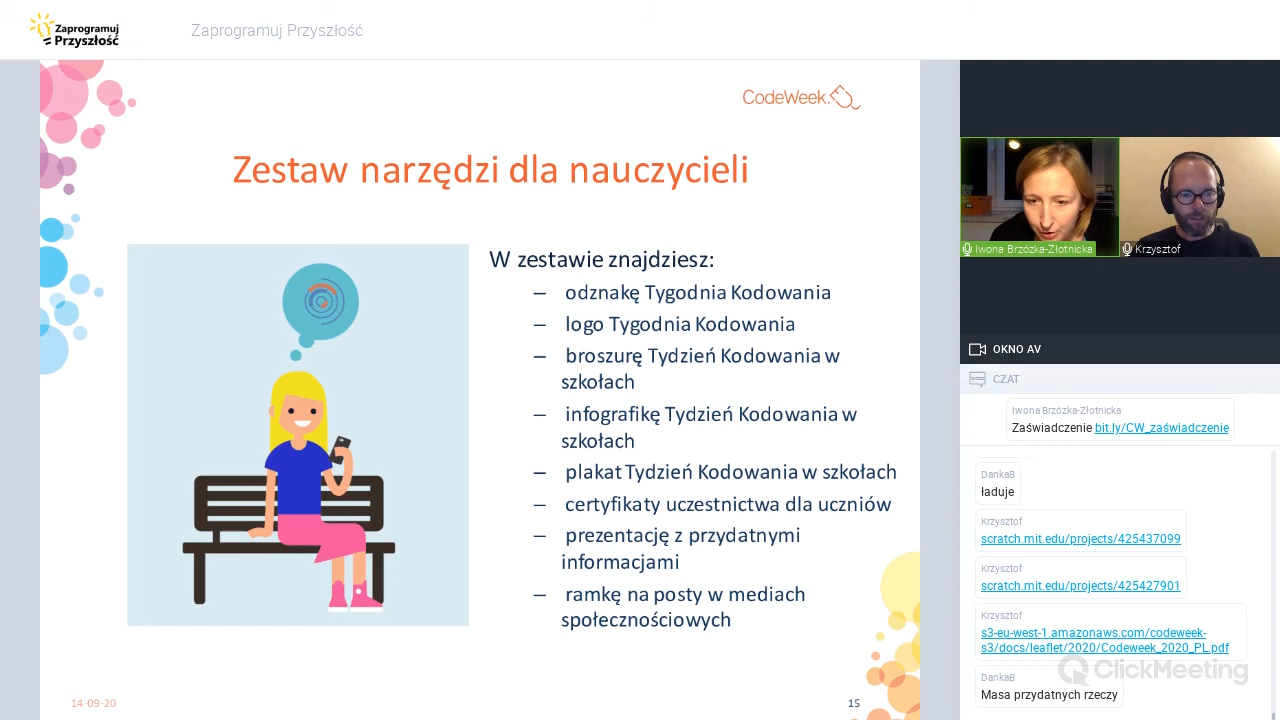 Zaprogramuj
Przyszłość
Zaprogramuj Przyszłość
CodeWeek.
Zestaw narzędzi dla nauczycieli
W zestawie znajdziesz:
– odznakę Tygodnia Kodowania
– logo Tygodnia Kodowania
– broszurę Tydzień Kodowania w
szkołach
– infografikę Tydzień Kodowania w
szkołach
– plakat Tydzień Kodowania w szkołach
– certyfikaty uczestnictwa dla uczniów
– prezentację z przydatnymi
informacjami
– ramkę na posty w mediach
społecznościowych
14-09-20
15
Iwona Brzózka-Złotnicka
Krzysztof
OKNO AV
CZAT
Iwona Brzózka-Złotnicka
Zaświadczenie bit.ly/CW_zaświadczenie
DankaB
ładuje
Krzysztof
scratch.mit.edu/projects/425437099
Krzysztof
scratch.mit.edu/projects/425427901
Krzysztof
s3-eu-west-1.amazonaws.com/codeweek-
s3/docs/leaflet/2020/Codeweek_2020_PL.pdf
ClickMeeting
DankaB
Masa przydatnych rzeczy